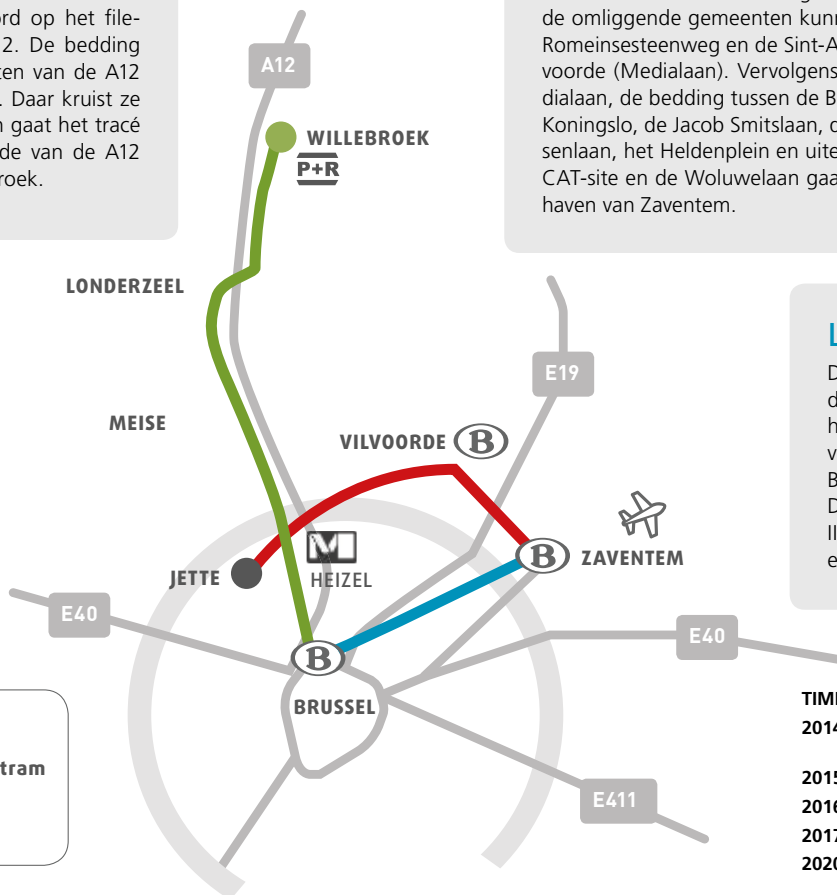 ord op het file-
2. De bedding
ten van de A12
. Daar kruist ze
n gaat het tracé
de van de A12
roek.
de omliggende gemeenten kunn
Romeinsesteenweg en de Sint-A
voorde (Medialaan). Vervolgens
dialaan, de bedding tussen de B
Koningslo, de Jacob Smitslaan, d
senlaan, het Heldenplein en uite
CAT-site en de Woluwelaan gaa
haven van Zaventem.
A12
WILLEBROEK
P+R
LONDERZEEL
E19
MEISE
VILVOORDE B
B ZAVENTEM
M
JETTE
HEIZEL
E40
E40
B
BRUSSEL
E411
tram
TIM
2014
2015
2016
2017
2020